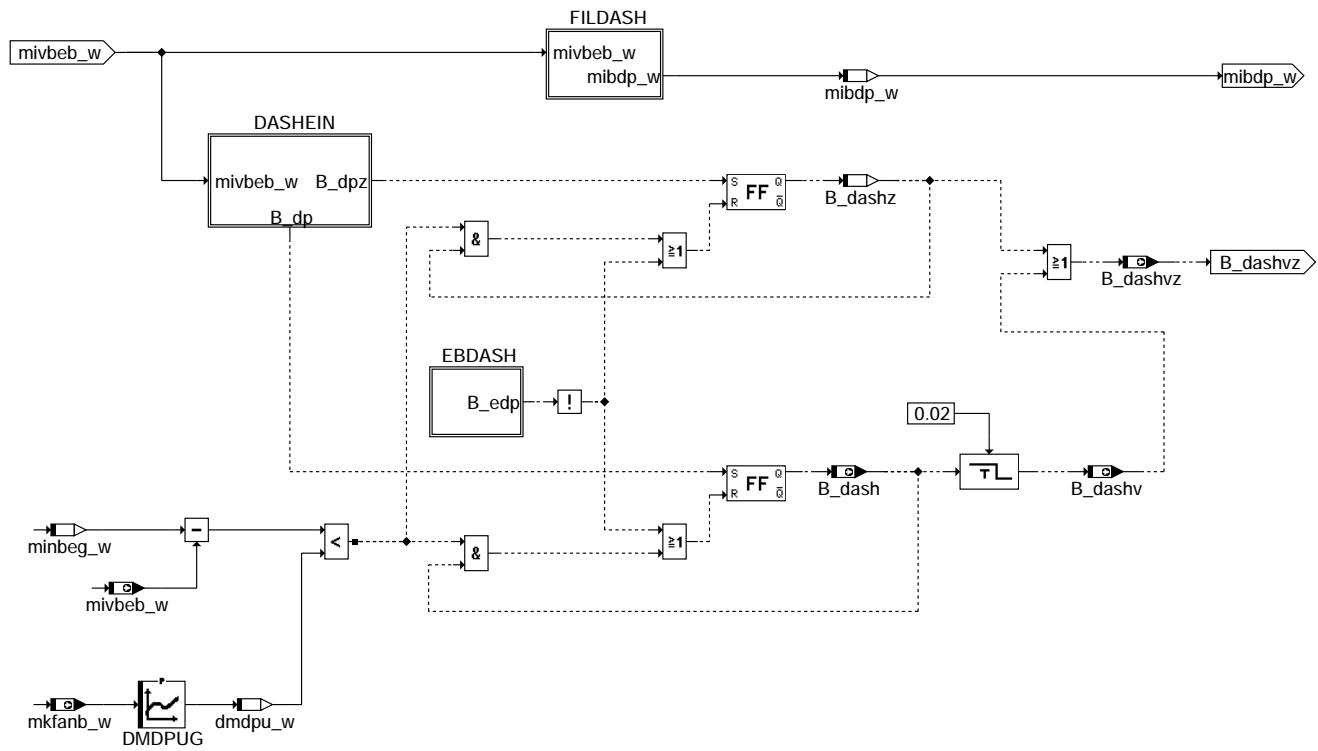 FILDASH
mivbeb_w
mivbeb_w
mibdp_w
mibdp_w
mibdp_w
DASHEIN
mivbeb_w
B_dpz
B_dp
S
Q
FF
R
Q̅
B_dashz
&
≥1
≥1
B_dashvz
B_dashvz
EBDASH
B_edp
!
0.02
S
Q
FF
R
Q̅
B_dash
T
B_dashv
minbeg_w
-
<
&
≥1
mivbeb_w
P
mkfanb_w
dmdpu_w
DMDPUG